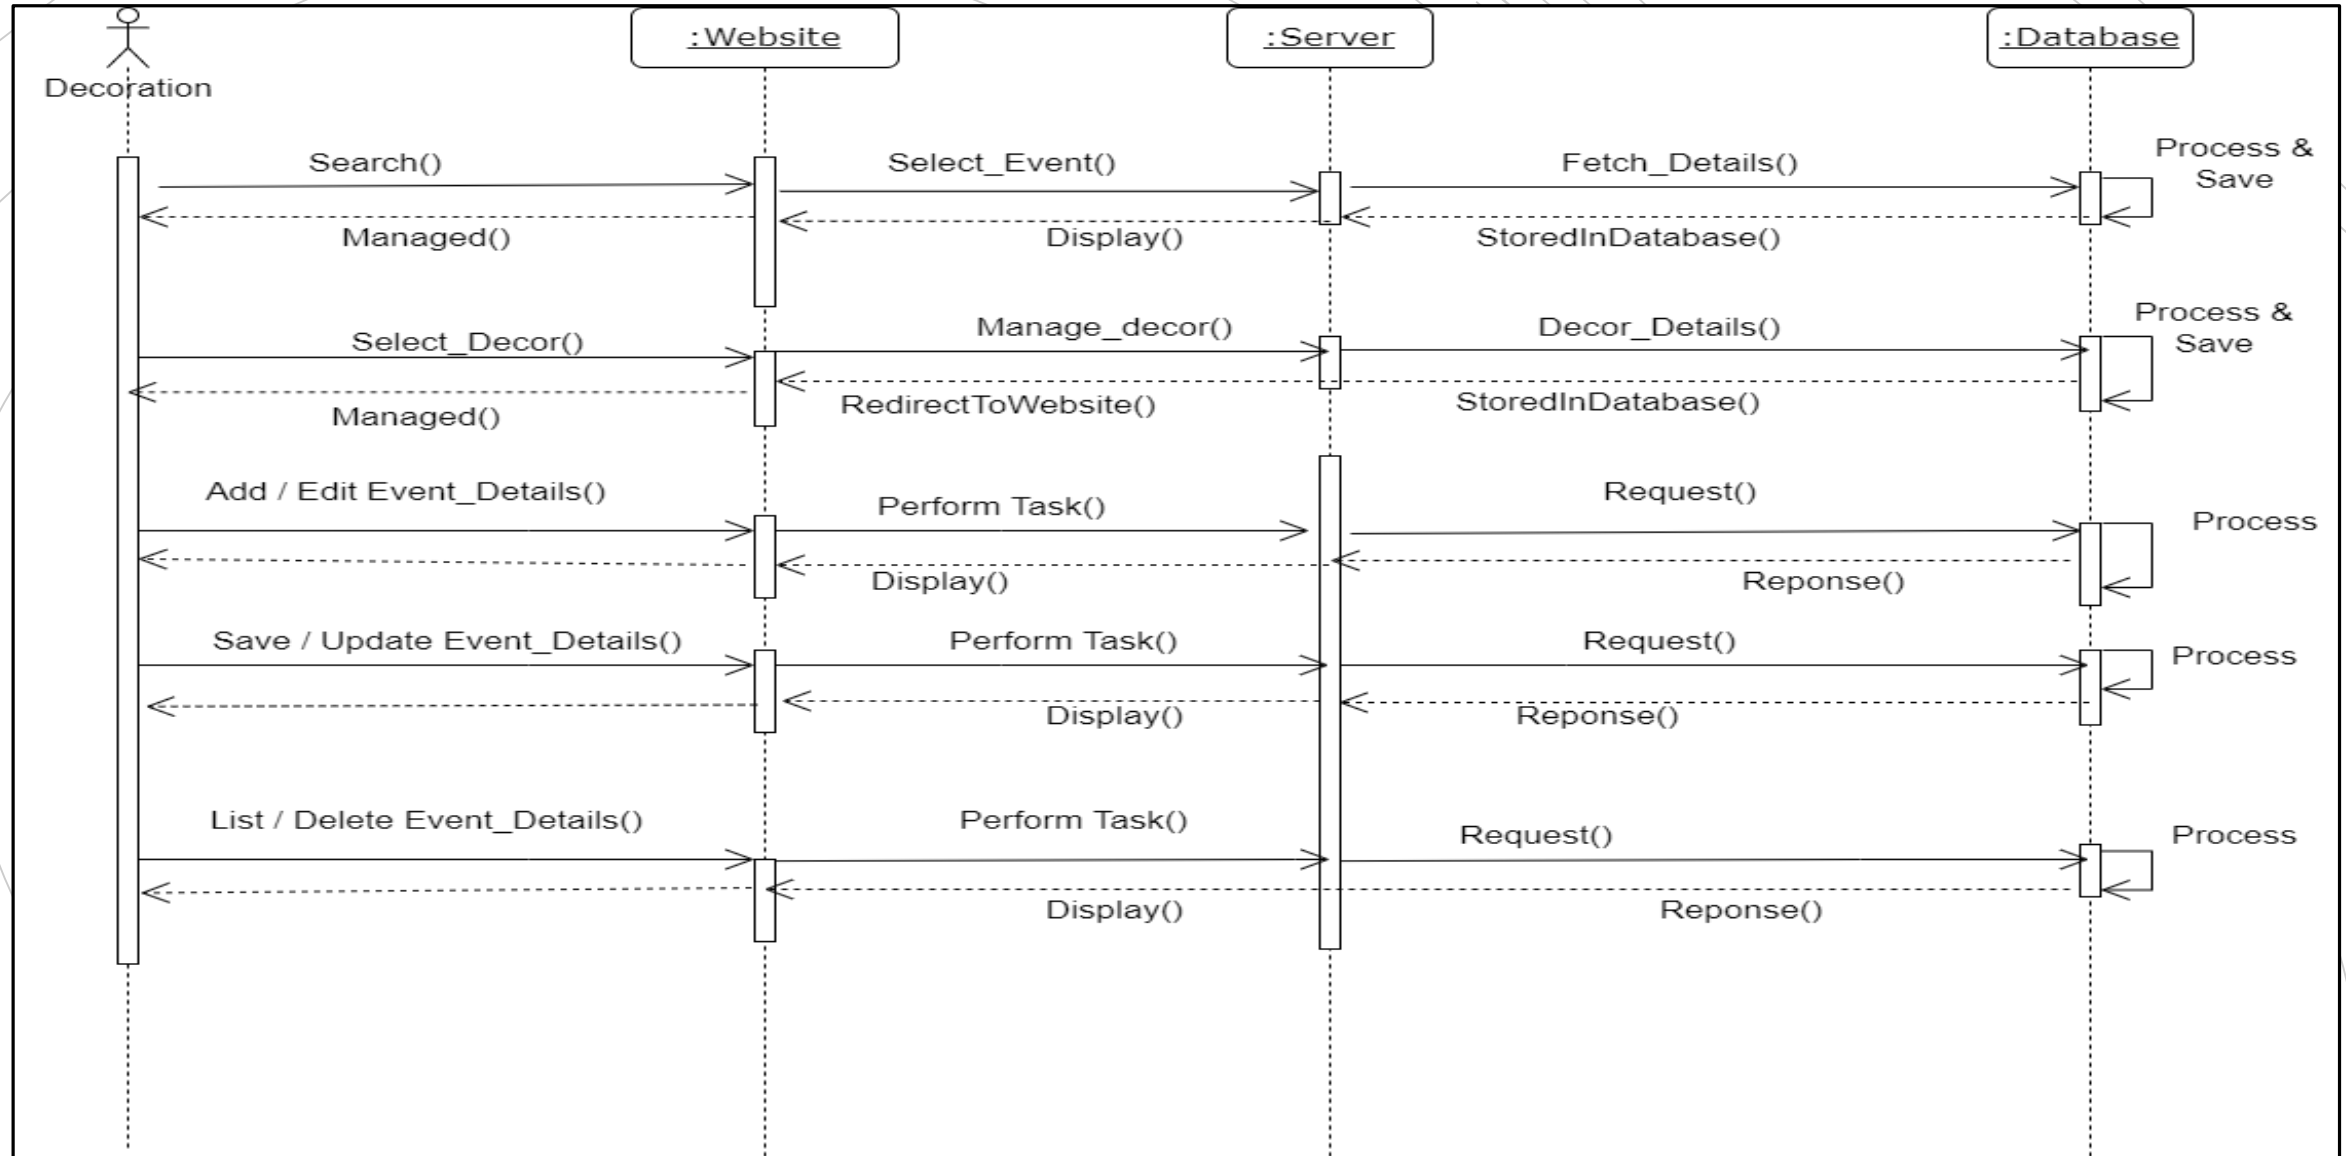 :Website
:Server
:Database
Decoration
Search()
Select_Event()
Fetch_Details()
Process &
Save
Managed()
Display()
StoredInDatabase()
Select_Decor()
Manage_decor()
Decor_Details()
Process &
Save
Managed()
RedirectToWebsite()
StoredInDatabase()
Add / Edit Event_Details()
Perform Task()
Request()
Process
Display()
Reponse()
Save / Update Event_Details()
Perform Task()
Request()
Process
Display()
Reponse()
List / Delete Event_Details()
Perform Task()
Request()
Process
Display()
Reponse()